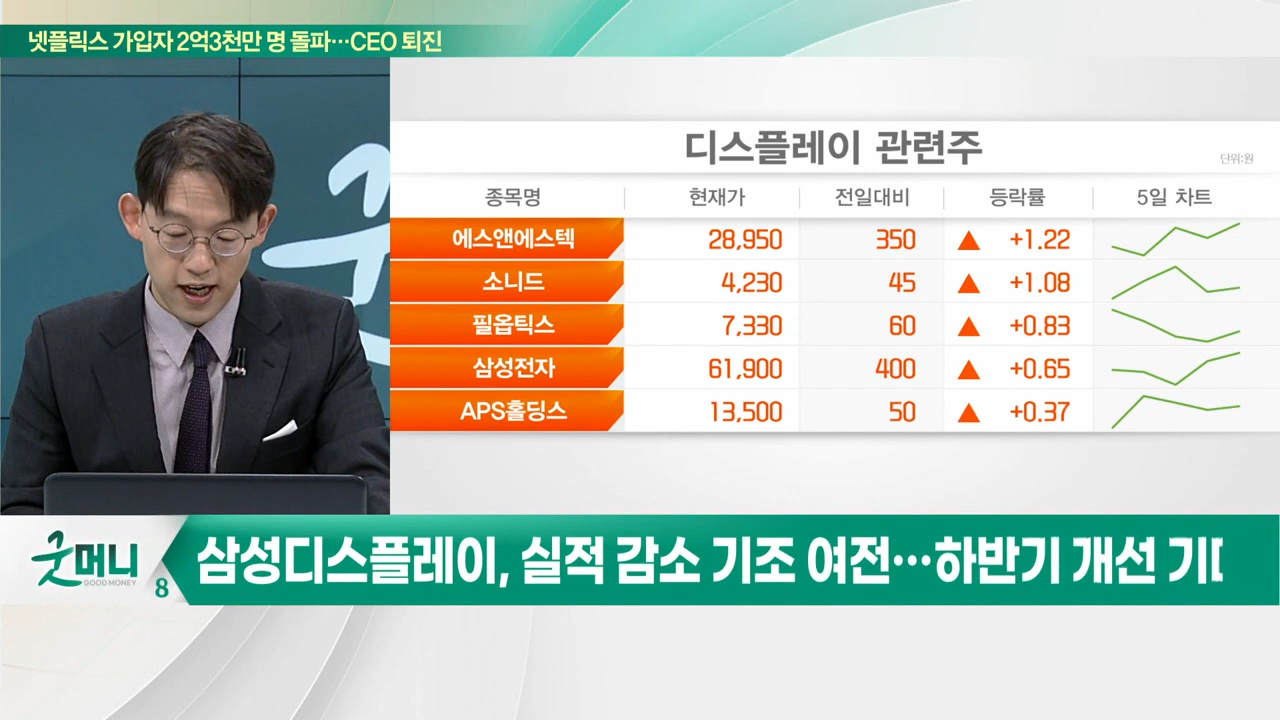 넷플릭스 가입자 2억3천만 명 돌파…CEO 퇴진
디스플레이 관련주
단위:원
종목명 현재가 전일대비 등락률 5일 차트
에스앤에스텍 28,950 350 ▲ +1.22
소니드 4,230 45 ▲ +1.08
필옵틱스 7,330 60 ▲ +0.83
삼성전자 61,900 400 ▲ +0.65
APS홀딩스 13,500 50 ▲ +0.37
굿머니
GOOD MONEY
8
삼성디스플레이, 실적 감소 기조 여전…하반기 개선